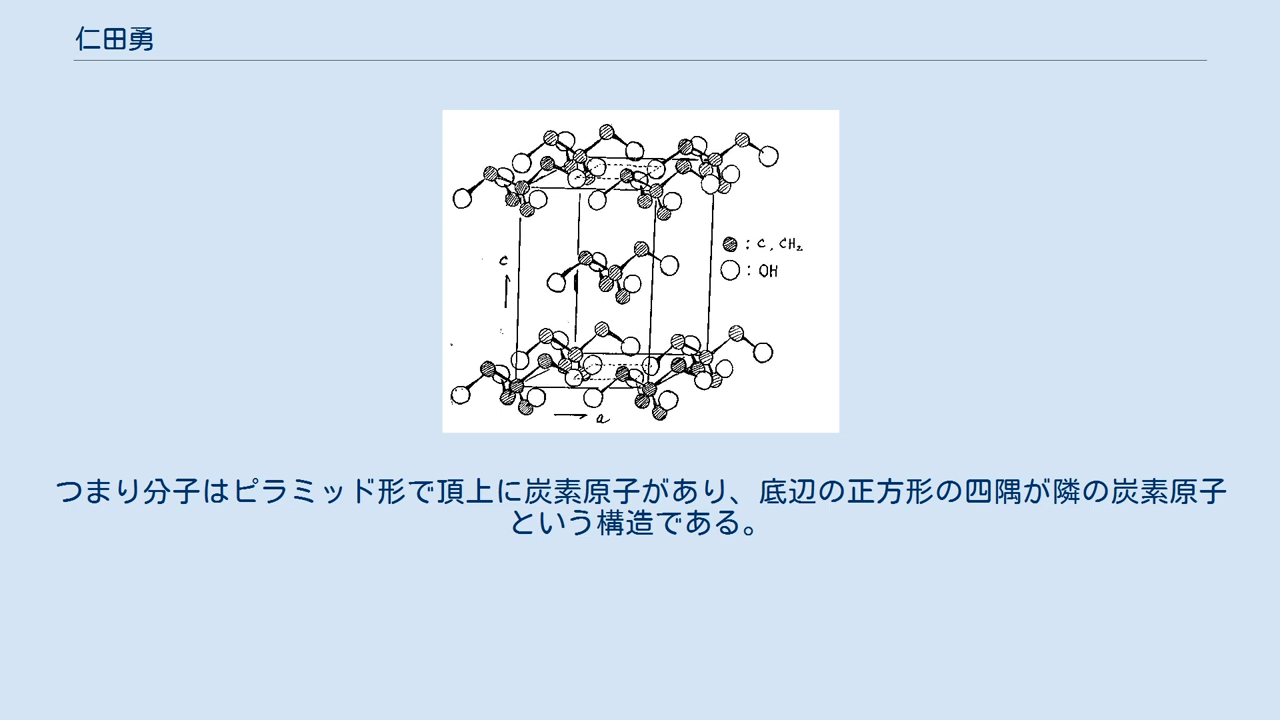 仁田勇
c
: C, CH₂
: OH
a
つまり分子はピラミッド形で頂上に炭素原子があり、底辺の正方形の四隅が隣の炭素原子
という構造である。